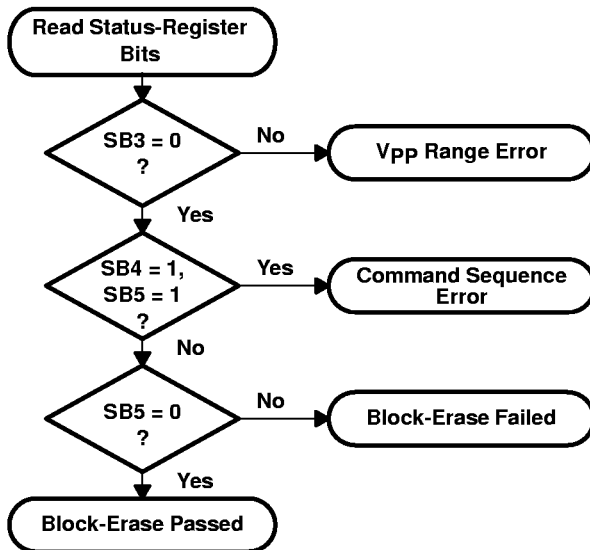 Read Status-Register
Bits
SB3 = 0
?
No
VPP Range Error
Yes
SB4 = 1,
SB5 = 1
?
Yes
Command Sequence
Error
No
SB5 = 0
?
No
Block-Erase Failed
Yes
Block-Erase Passed